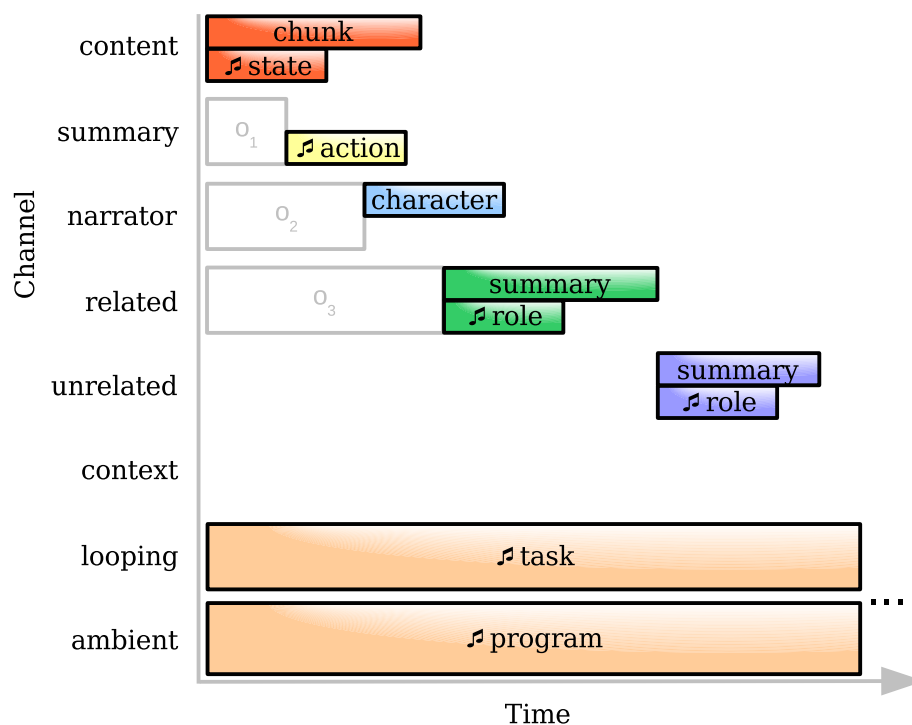 content
chunk
♫ state
summary
o1
♫ action
narrator
o2
character
Channel
related
o3
summary
♫ role
unrelated
summary
♫ role
context
looping
♫ task
...
ambient
♫ program
Time